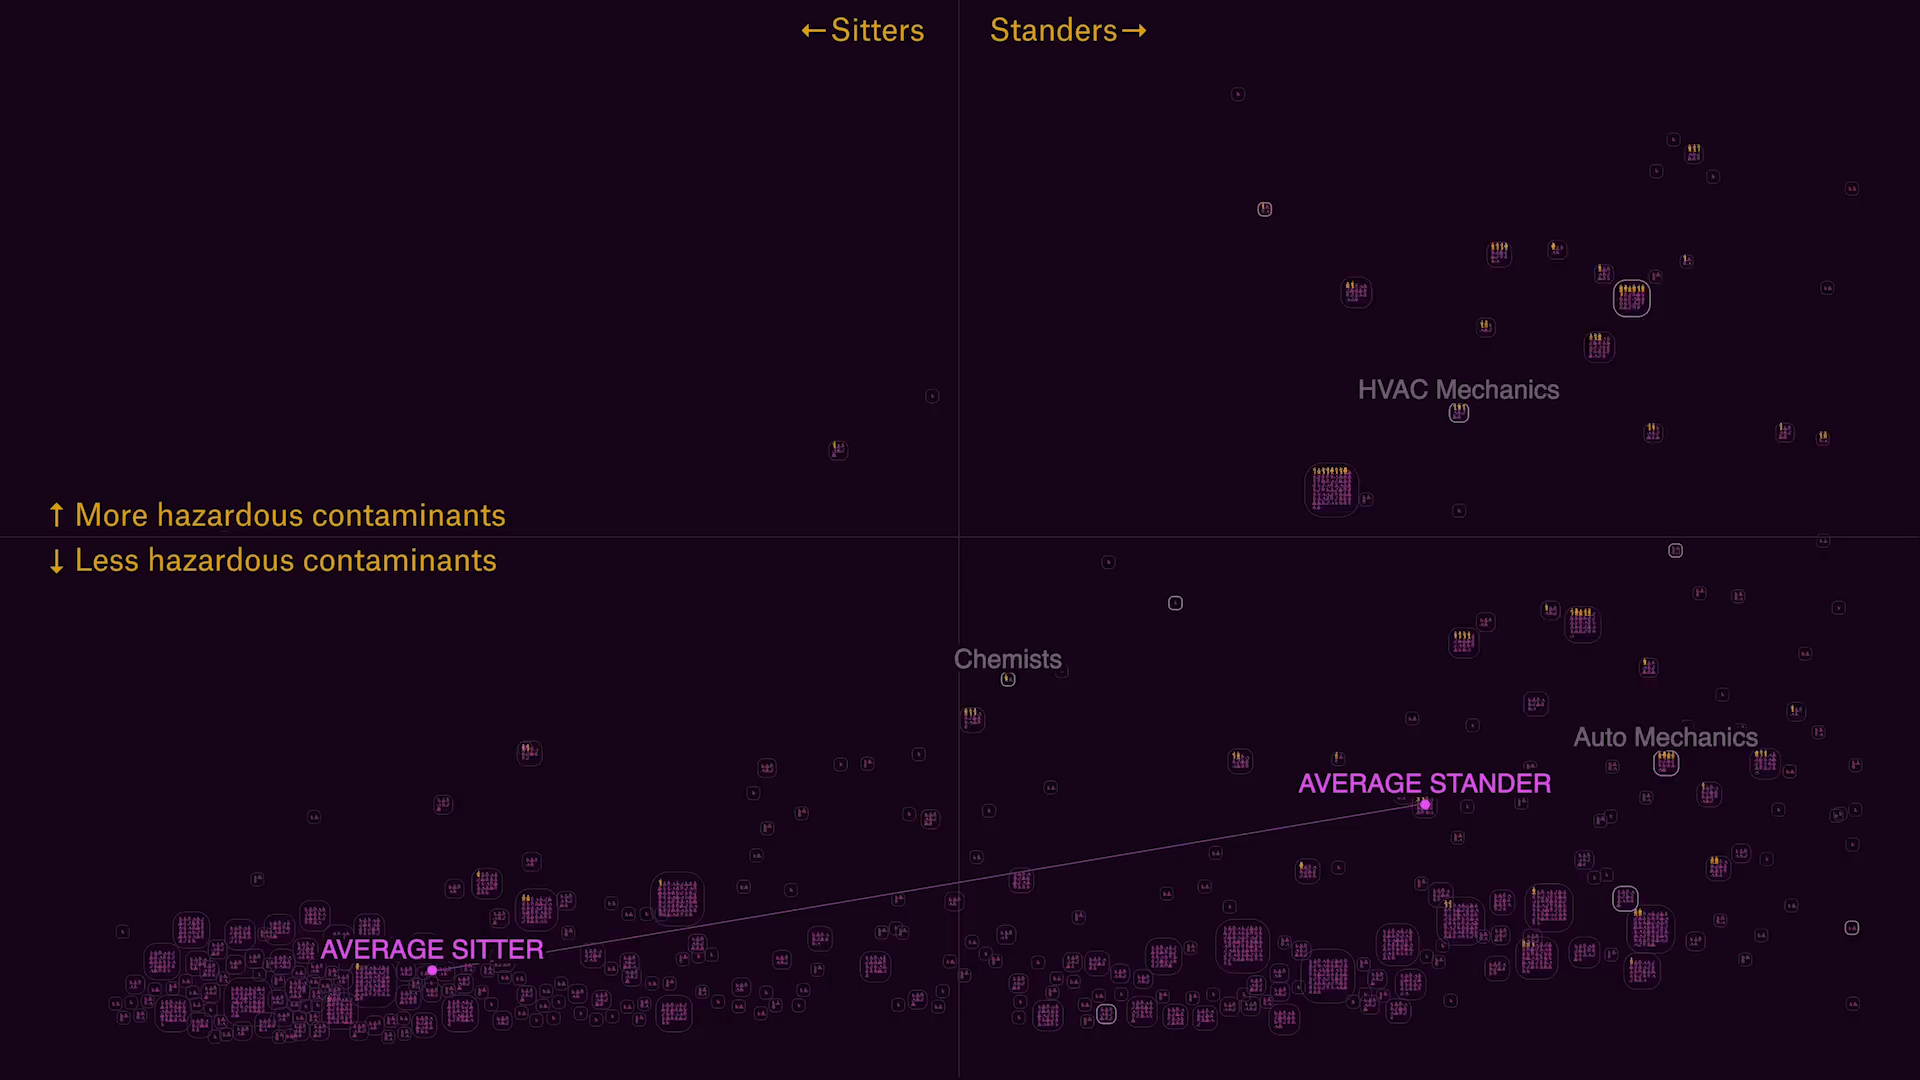 ←Sitters
Standers→
HVAC Mechanics
↑ More hazardous contaminants
↓ Less hazardous contaminants
Chemists
Auto Mechanics
AVERAGE STANDER
AVERAGE SITTER